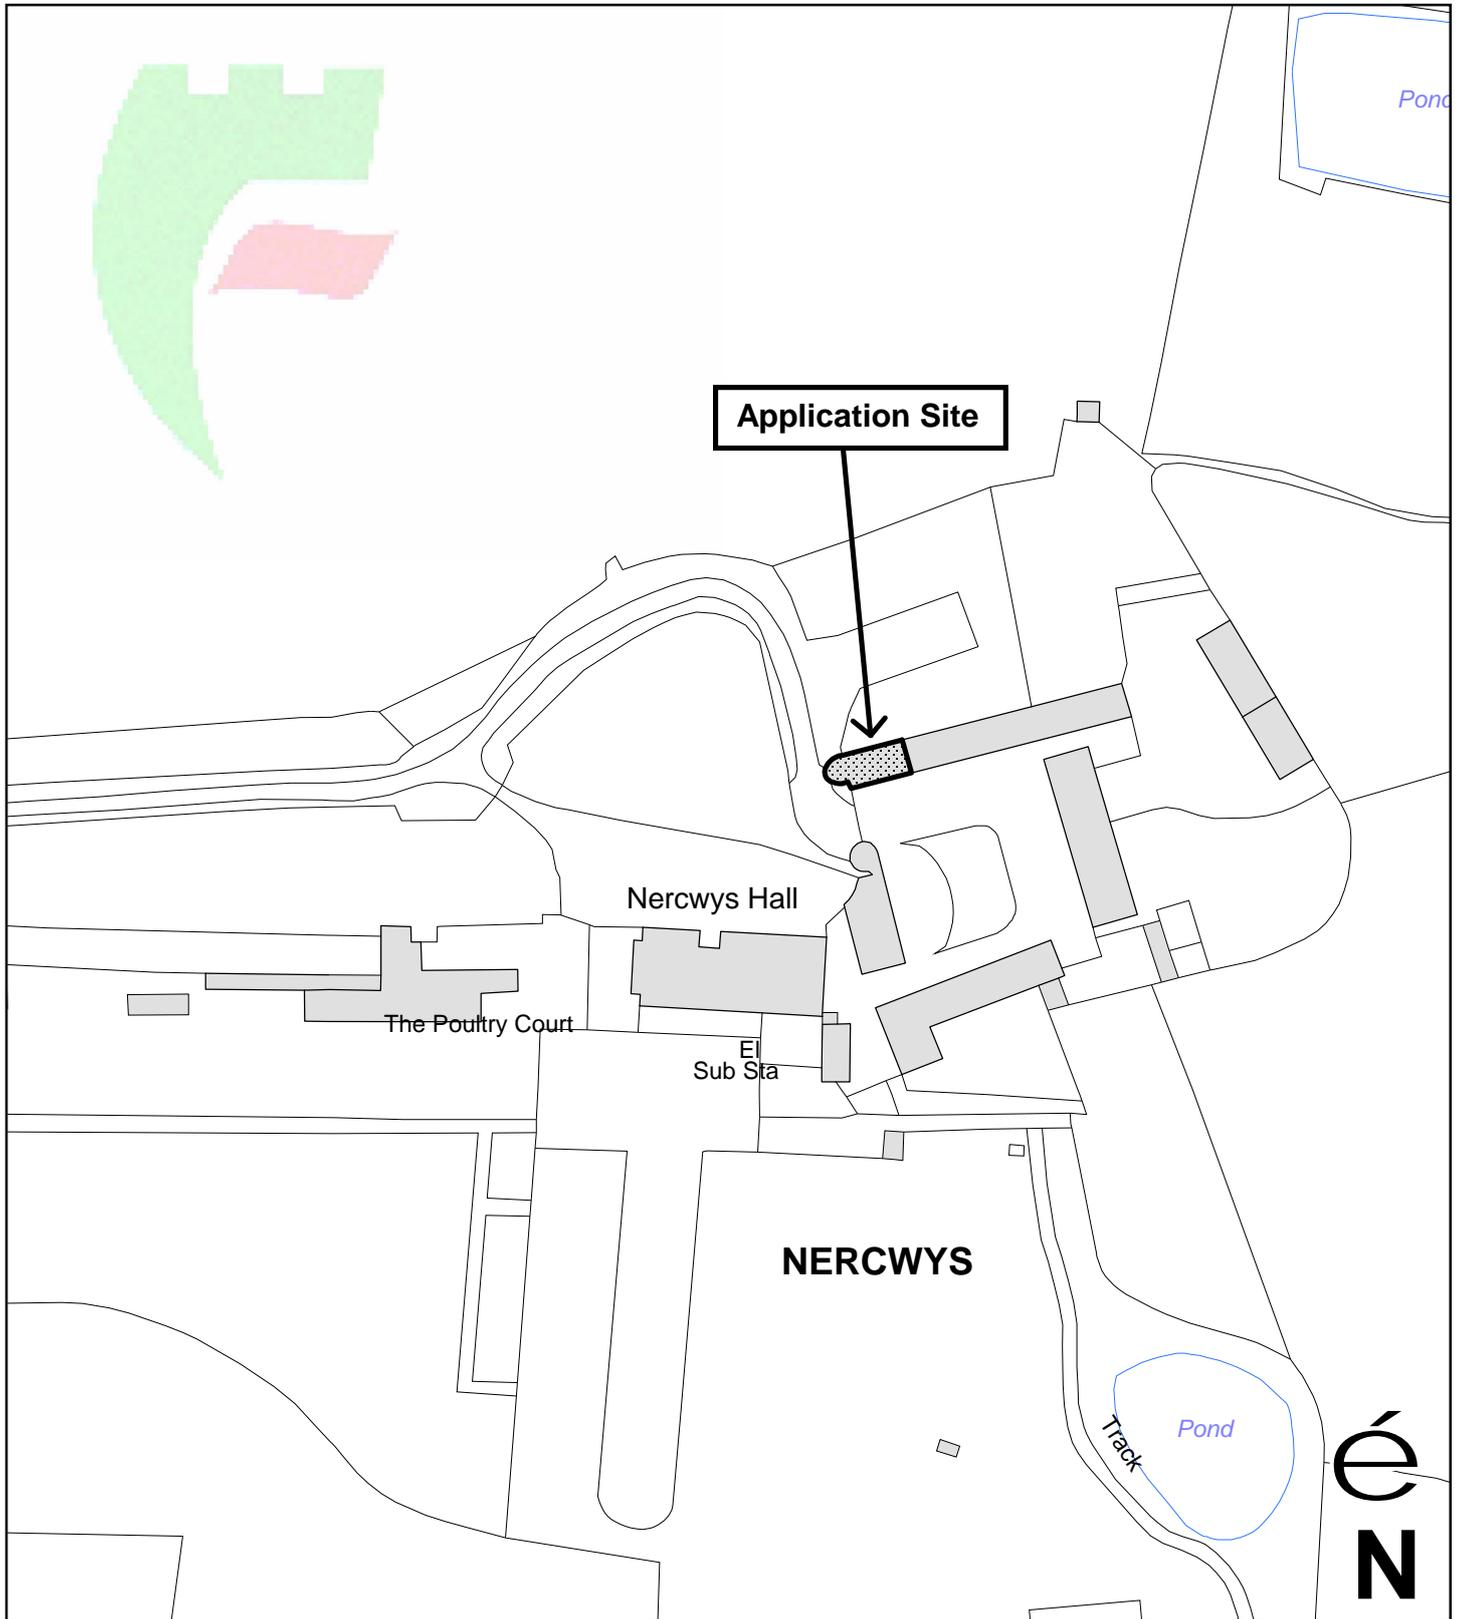 Pond
Application Site
Nercwys Hall
The Poultry Court
El
Sub Sta
NERCWYS
Track
Pond
é
N